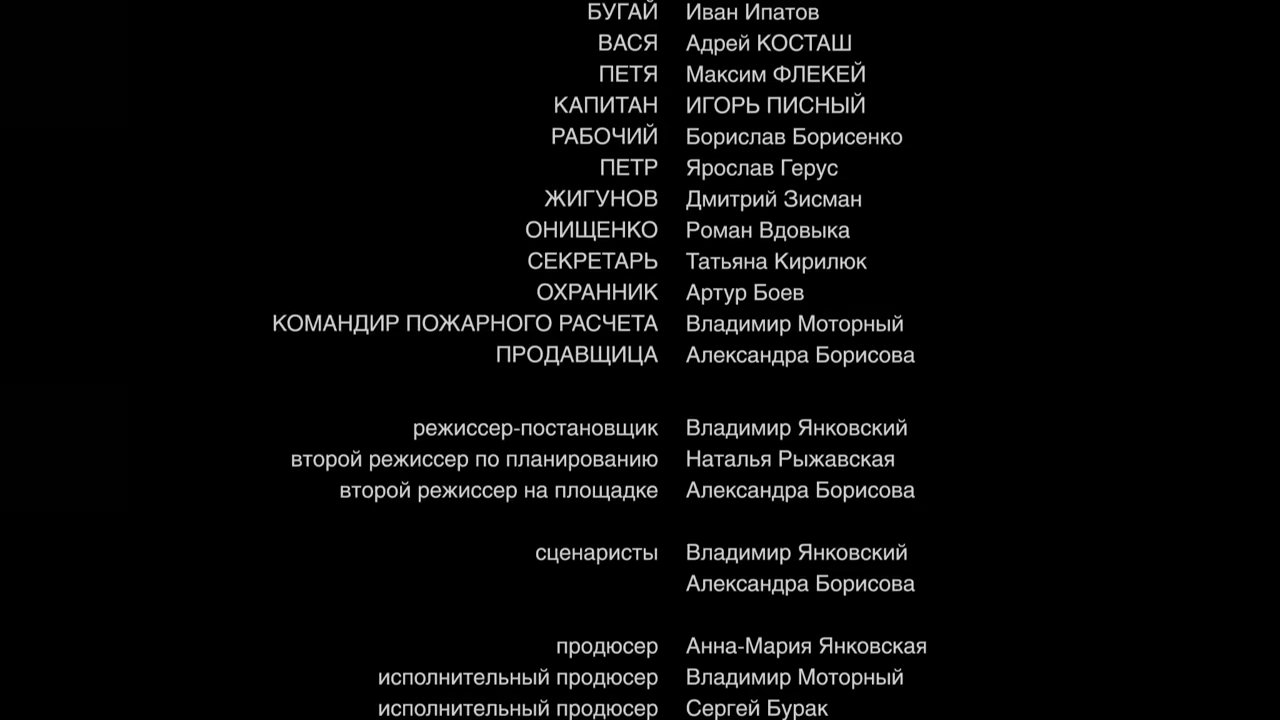 БУГАЙ Иван Ипатов
ВАСЯ Адрей КОСТАШ
ПЕТЯ Максим ФЛЕКЕЙ
КАПИТАН ИГОРЬ ПИСНЫЙ
РАБОЧИЙ Борислав Борисенко
ПЕТР Ярослав Герус
ЖИГУНОВ Дмитрий Зисман
ОНИЩЕНКО Роман Вдовыка
СЕКРЕТАРЬ Татьяна Кирилюк
ОХРАННИК Артур Боев
КОМАНДИР ПОЖАРНОГО РАСЧЕТА Владимир Моторный
ПРОДАВЩИЦА Александра Борисова
режиссер-постановщик Владимир Янковский
второй режиссер по планированию Наталья Рыжавская
второй режиссер на площадке Александра Борисова
сценаристы Владимир Янковский
Александра Борисова
продюсер Анна-Мария Янковская
исполнительный продюсер Владимир Моторный
исполнительный продюсер Сергей Бурак